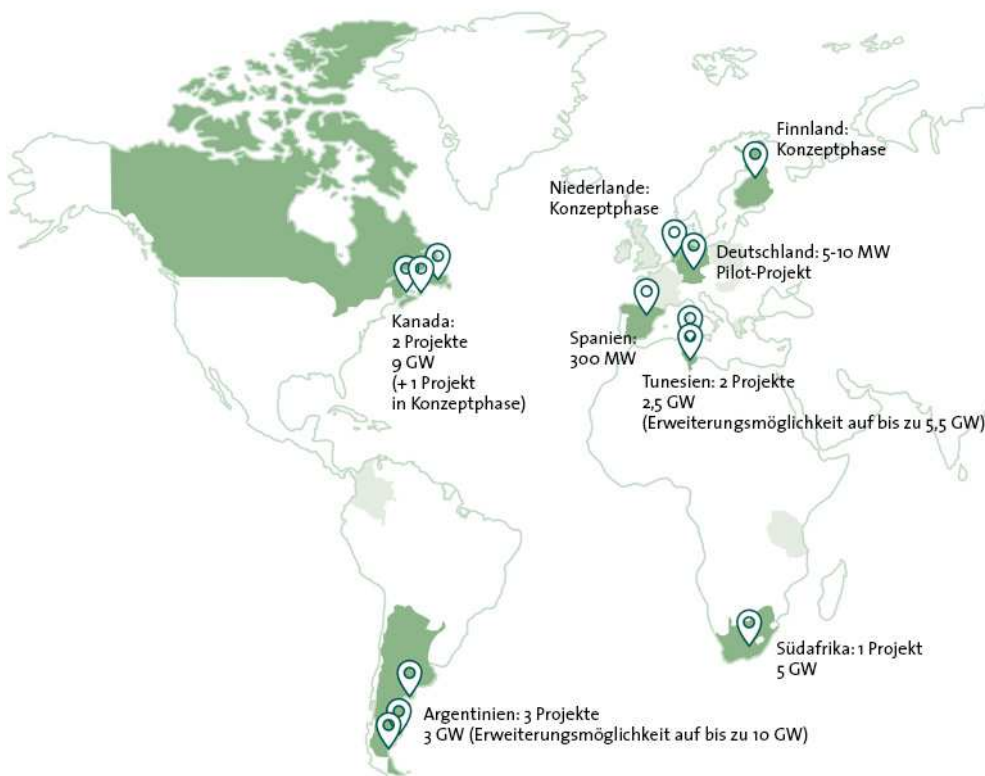 Finnland:
Konzeptphase
Niederlande:
Konzeptphase
Deutschland: 5-10 MW
Pilot-Projekt
Kanada:
2 Projekte
9 GW
(+ 1 Projekt
in Konzeptphase)
Spanien:
300 MW
Tunesien: 2 Projekte
2,5 GW
(Erweiterungsmöglichkeit auf bis zu 5,5 GW)
Südafrika: 1 Projekt
5 GW
Argentinien: 3 Projekte
3 GW (Erweiterungsmöglichkeit auf bis zu 10 GW)